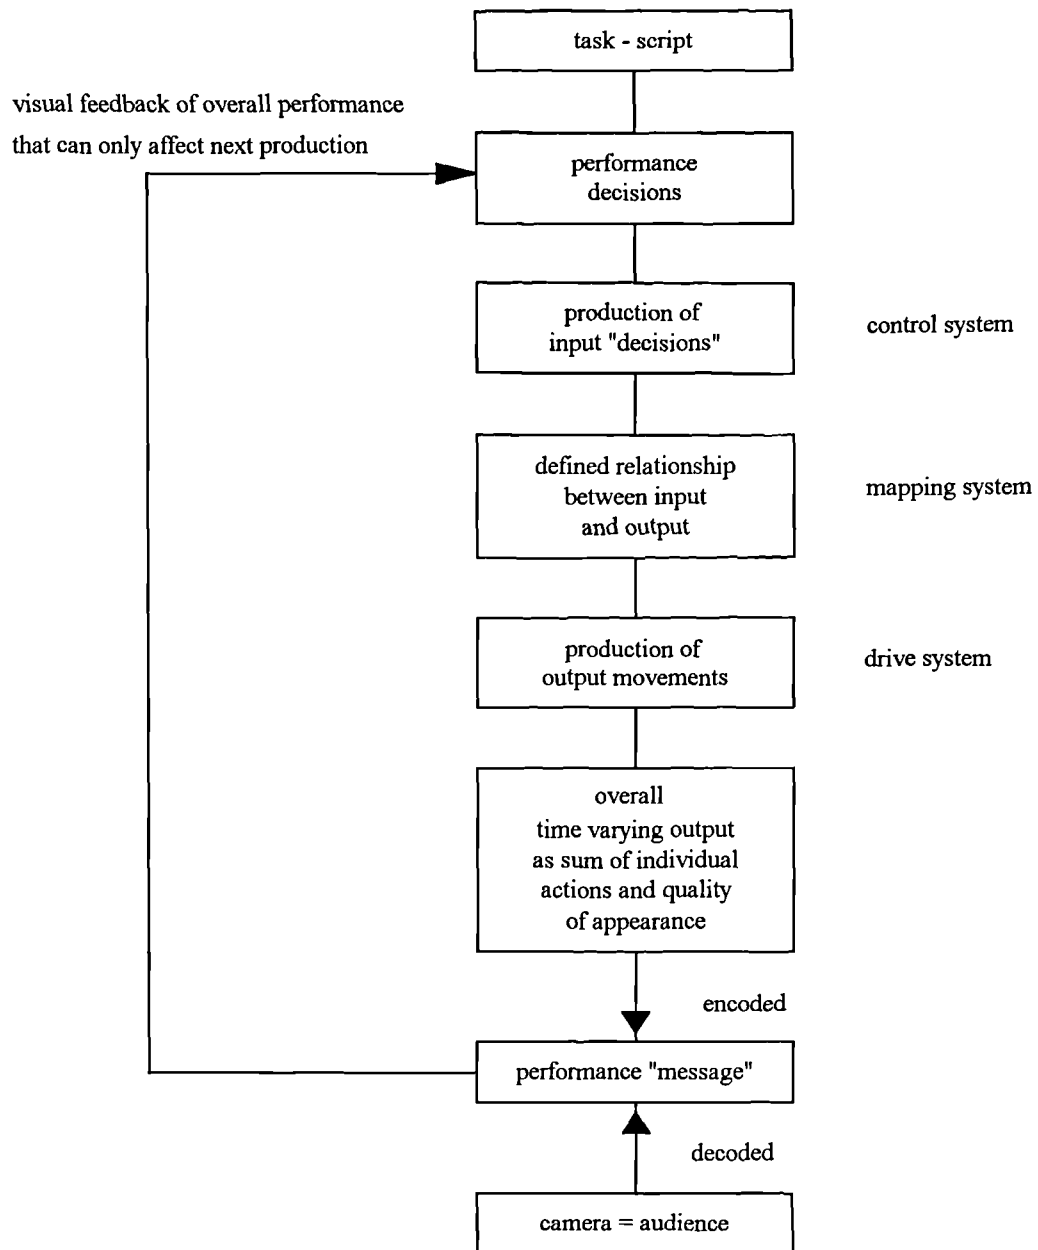 task - script
visual feedback of overall performance
that can only affect next production
performance
decisions
production of
input "decisions"
control system
defined relationship
between input
and output
mapping system
production of
output movements
drive system
overall
time varying output
as sum of individual
actions and quality
of appearance
encoded
performance "message"
decoded
camera = audience